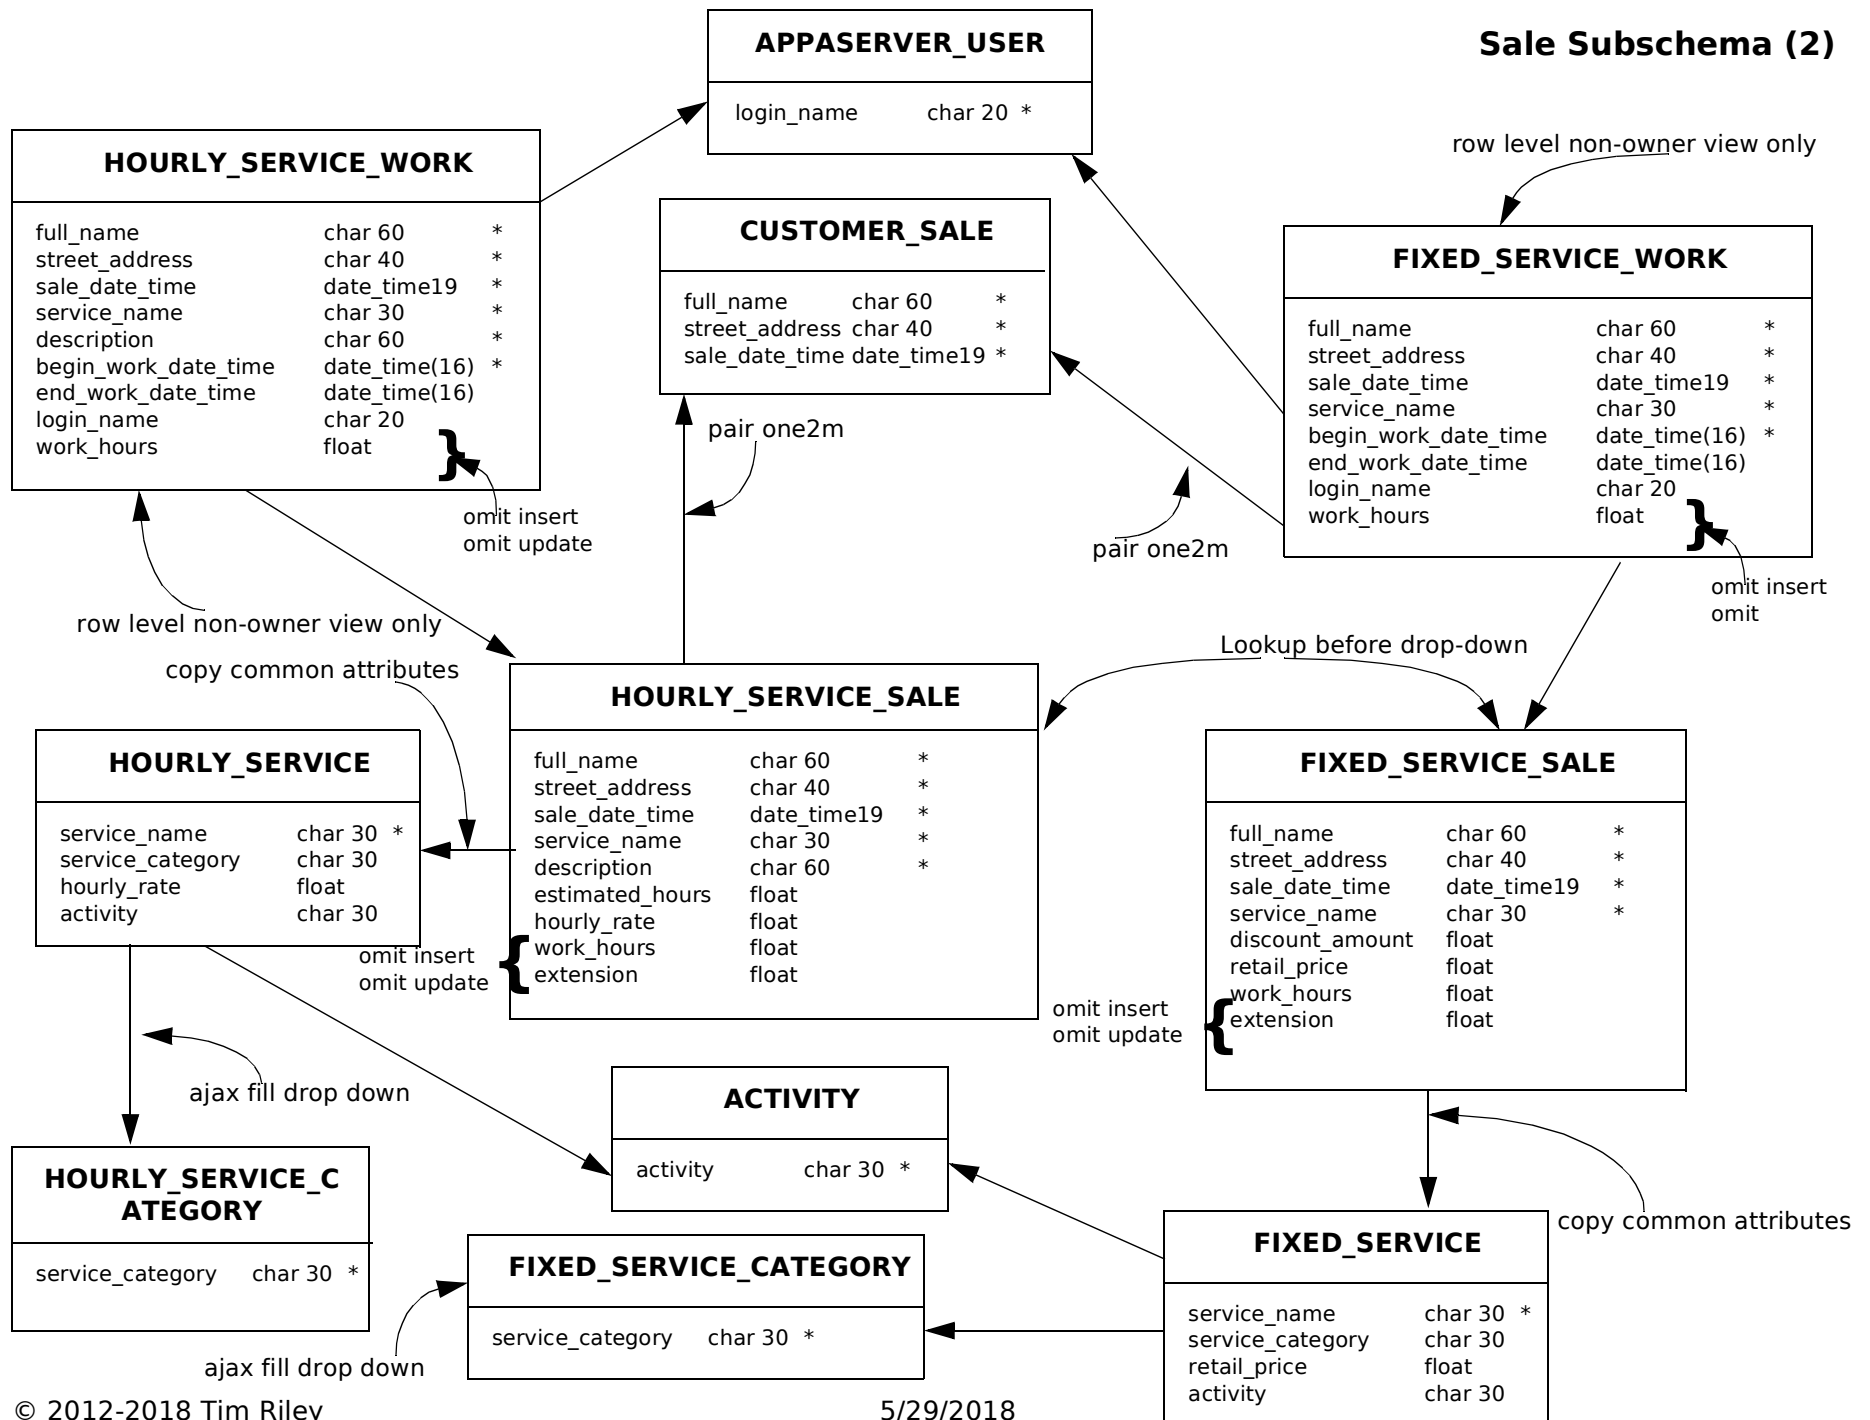 Sale Subschema (2)
APPASERVER_USER
login_name char 20 *
HOURLY_SERVICE_WORK
full_name char 60 *
street_address char 40 *
sale_date_time date_time19 *
service_name char 30 *
description char 60 *
begin_work_date_time date_time(16) *
end_work_date_time date_time(16)
login_name char 20
work_hours float
}
omit insert
omit update
row level non-owner view only
CUSTOMER_SALE
full_name char 60 *
street_address char 40 *
sale_date_time date_time19 *
pair one2m
pair one2m
row level non-owner view only
FIXED_SERVICE_WORK
full_name char 60 *
street_address char 40 *
sale_date_time date_time19 *
service_name char 30 *
begin_work_date_time date_time(16) *
end_work_date_time date_time(16)
login_name char 20
work_hours float
}
omit insert
omit
Lookup before drop-down
copy common attributes
HOURLY_SERVICE_SALE
full_name char 60 *
street_address char 40 *
sale_date_time date_time19 *
service_name char 30 *
description char 60 *
estimated_hours float
hourly_rate float
work_hours float
extension float
{
omit insert
omit update
HOURLY_SERVICE
service_name char 30 *
service_category char 30
hourly_rate float
activity char 30
FIXED_SERVICE_SALE
full_name char 60 *
street_address char 40 *
sale_date_time date_time19 *
service_name char 30 *
discount_amount float
retail_price float
work_hours float
extension float
{
omit insert
omit update
ajax fill drop down
HOURLY_SERVICE_C
ATEGORY
service_category char 30 *
ACTIVITY
activity char 30 *
copy common attributes
FIXED_SERVICE_CATEGORY
service_category char 30 *
ajax fill drop down
FIXED_SERVICE
service_name char 30 *
service_category char 30
retail_price float
activity char 30
© 2012-2018 Tim Riley
5/29/2018